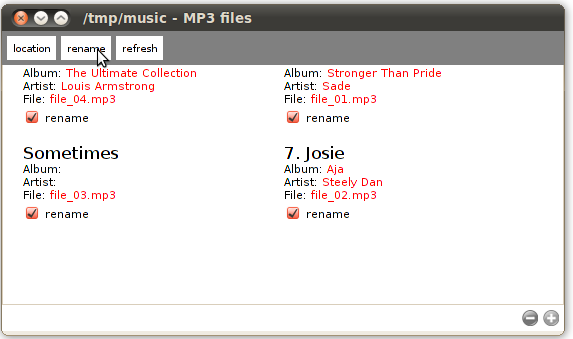 /tmp/music - MP3 files
location rename refresh
Album: The Ultimate Collection
Artist: Louis Armstrong
File: file_04.mp3
rename
Album: Stronger Than Pride
Artist: Sade
File: file_01.mp3
rename
Sometimes
Album:
Artist:
File: file_03.mp3
rename
7. Josie
Album: Aja
Artist: Steely Dan
File: file_02.mp3
rename